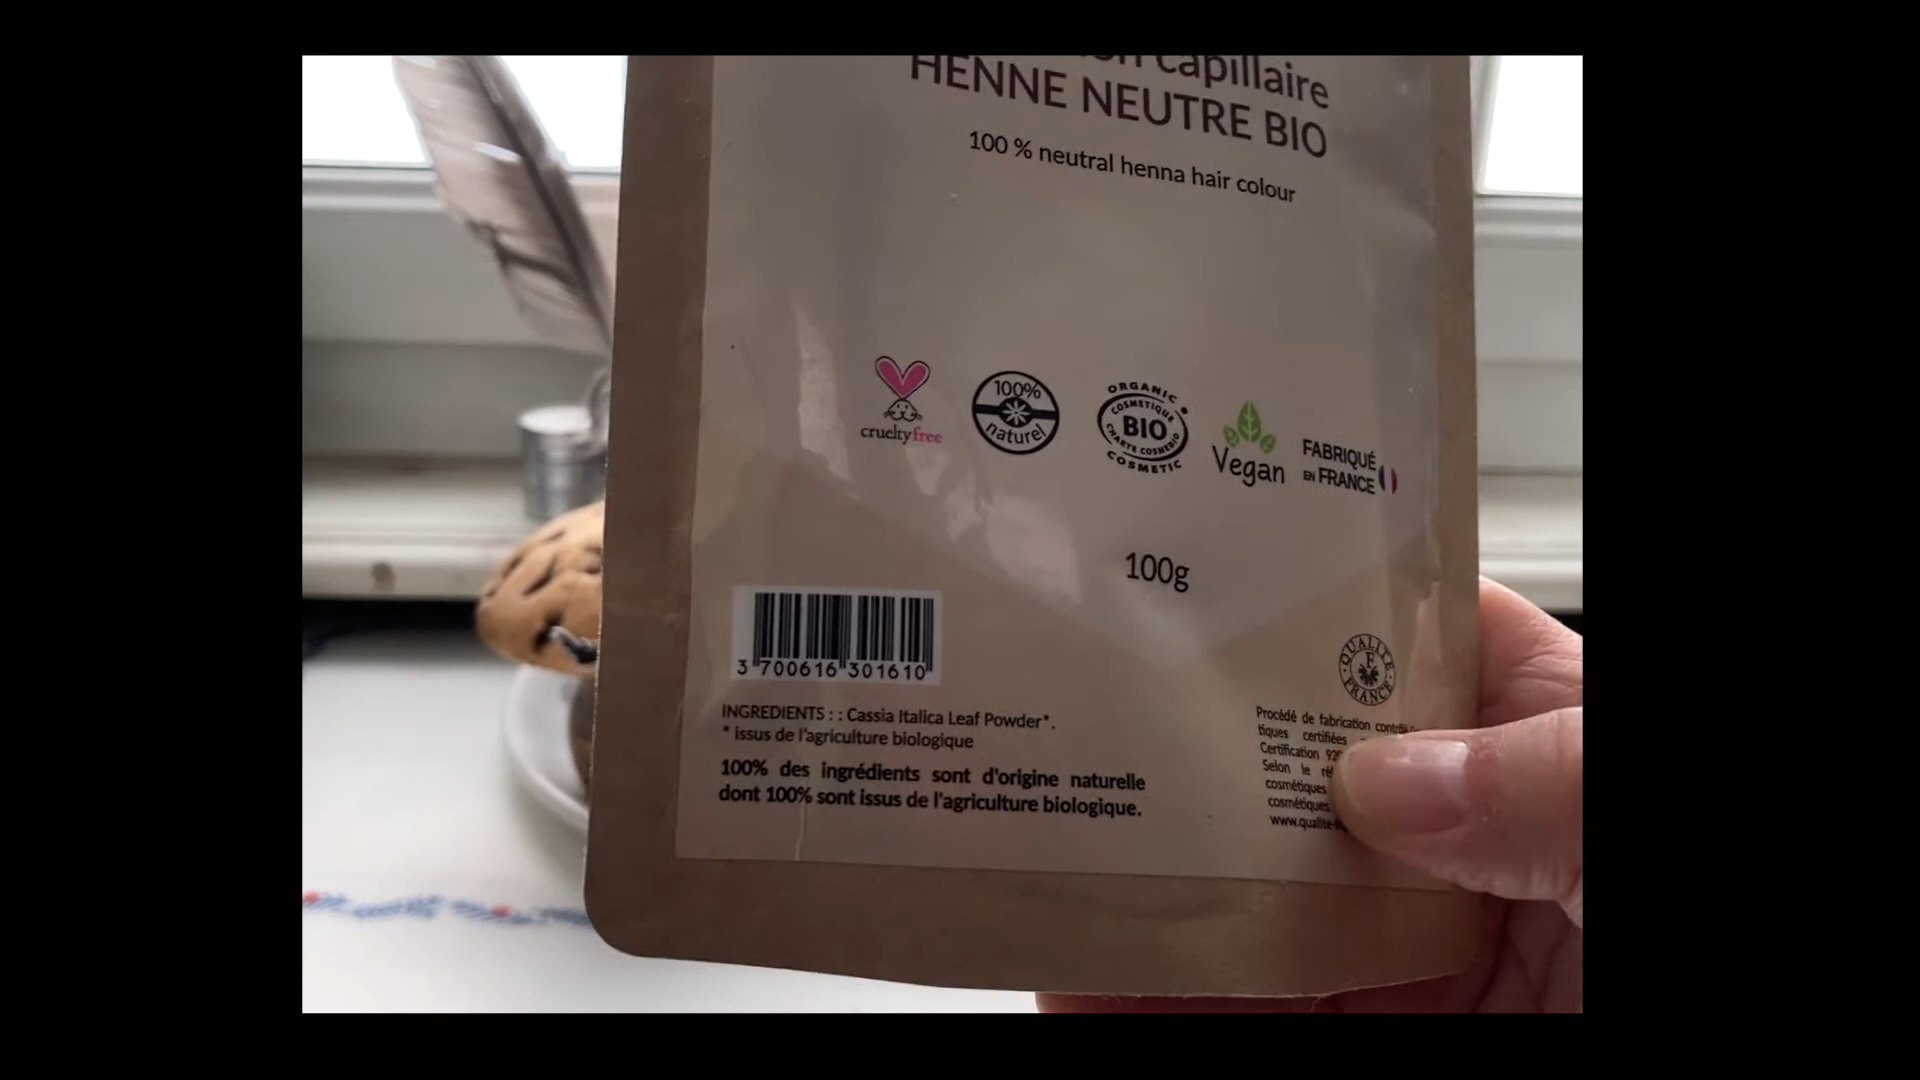 capillaire
HENNE NEUTRE BIO
100 % neutral henna hair colour
crueltyfree
100%
naturel
ORGANIC
COSMETIQUE
BIO
CHARTE COSMEBIO
COSMETIC
Vegan
FABRIQUÉ
EN FRANCE
100g
3 700616 301610
QUALITE
F
FRANCE
INGREDIENTS : : Cassia Italica Leaf Powder*.
* issus de l'agriculture biologique
100% des ingrédients sont d'origine naturelle
dont 100% sont issus de l'agriculture biologique.
Procédé de fabrication
tiques certifiées
Certification
Selon le
cosmétiques
cosmétiques